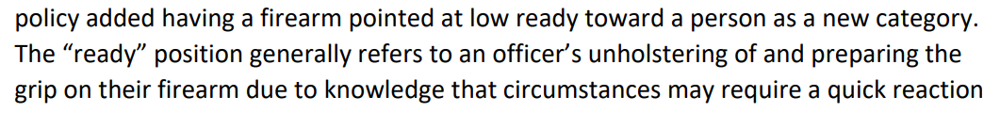 policy added having a firearm pointed at low ready toward a person as a new category.
The “ready” position generally refers to an officer’s unholstering of and preparing the
grip on their firearm due to knowledge that circumstances may require a quick reaction